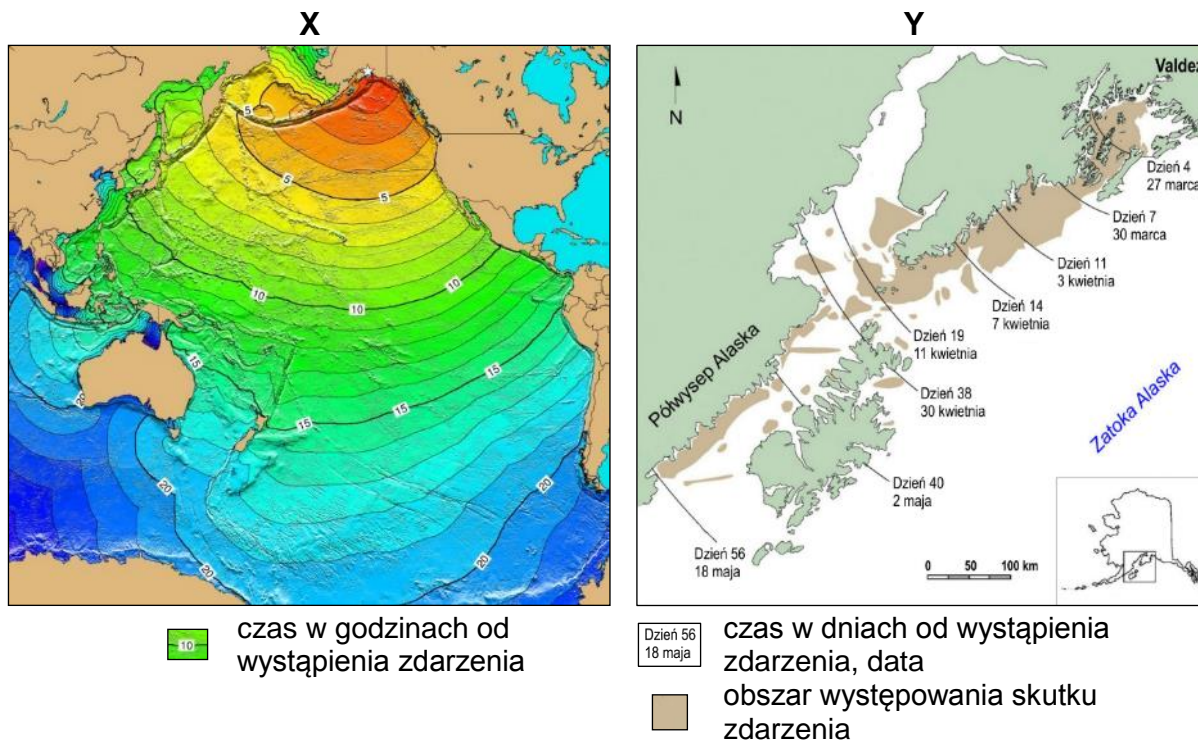 X
Y
5
5
5
10
10
10
15
15
15
15
20
20
20
20
Valdez
N
Dzień 4
27 marca
Dzień 7
30 marca
Dzień 11
3 kwietnia
Dzień 14
7 kwietnia
Dzień 19
11 kwietnia
Dzień 38
30 kwietnia
Dzień 40
2 maja
Dzień 56
18 maja
Półwysep Alaska
Zatoka Alaska
0 50 100 km
10
czas w godzinach od
wystąpienia zdarzenia
Dzień 56
18 maja
czas w dniach od wystąpienia
zdarzenia, data
obszar występowania skutku
zdarzenia